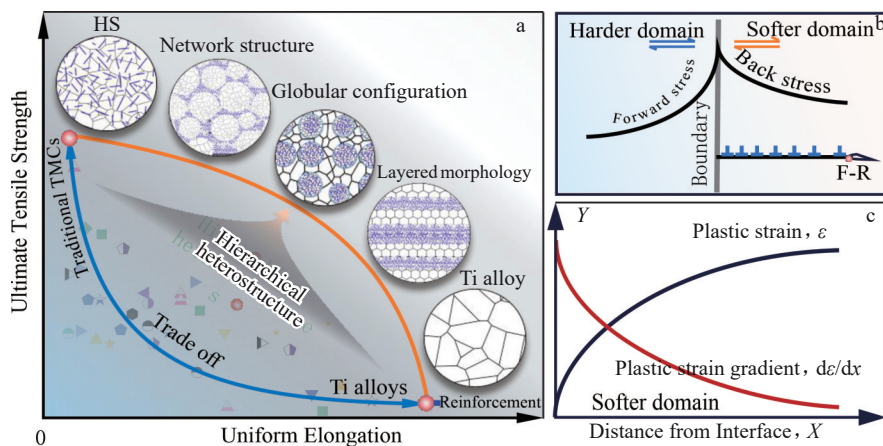 a
HS
Network structure
Globular configuration
Layered morphology
Ti alloy
Traditional TMCs
Hierarchical
heterostructure
Trade off
Ti alloys
Reinforcement
Ultimate Tensile Strength
0
Uniform Elongation
b
Harder domain
Softer domain
Forward stress
Back stress
Boundary
F-R
c
Y
Plastic strain, ε
Plastic strain gradient, dε/dx
Softer domain
Distance from Interface, X